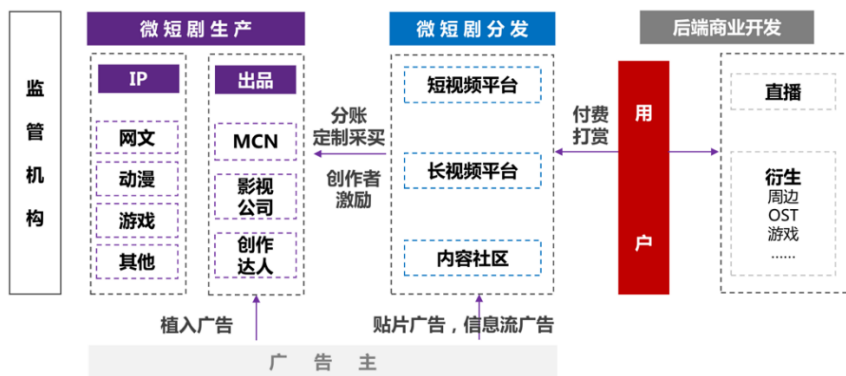 微短剧生产
微短剧分发
后端商业开发
监
管
机
构
IP
网文
动漫
游戏
其他
出品
MCN
影视
公司
创作
达人
分账
定制采买
创作者
激励
短视频平台
长视频平台
内容社区
付费
打赏
用
户
直播
衍生
周边
OST
游戏
......
植入广告
贴片广告，信息流广告
广告主